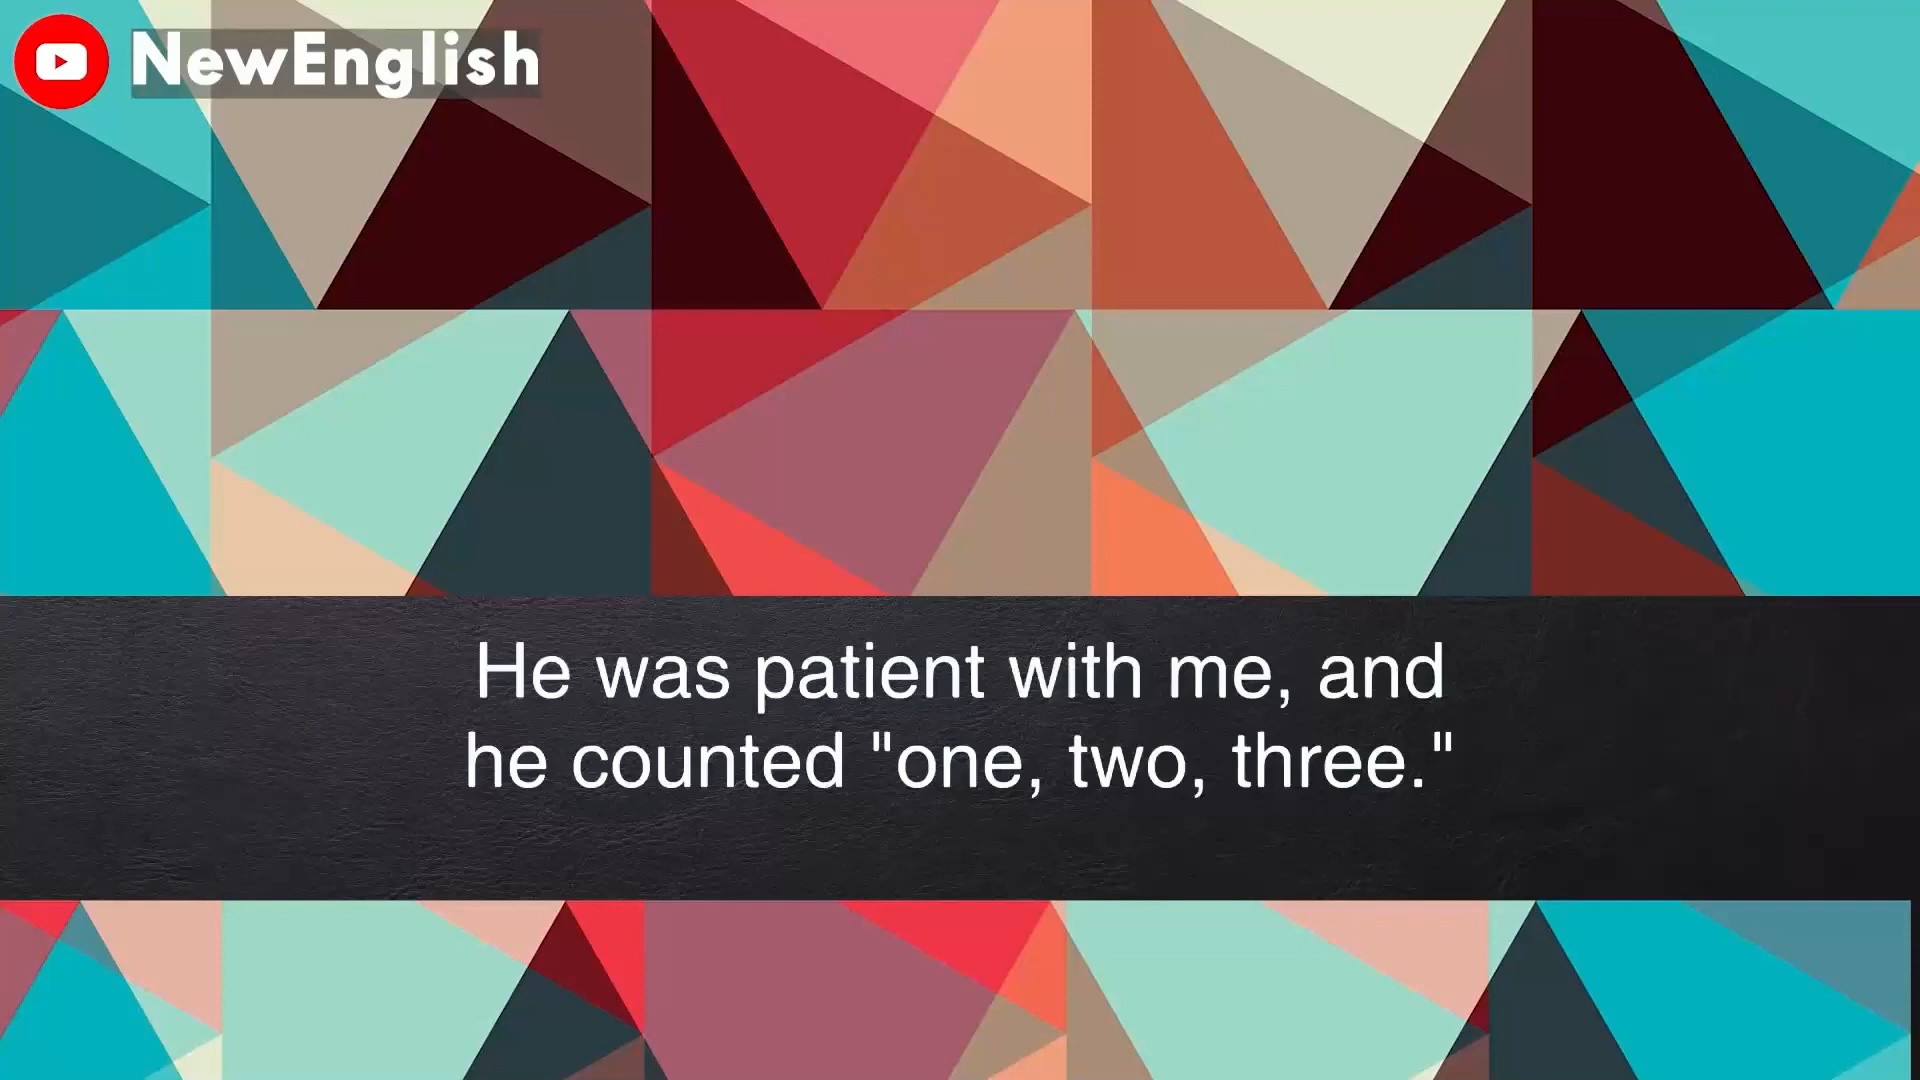 NewEnglish
He was patient with me, and
he counted "one, two, three."